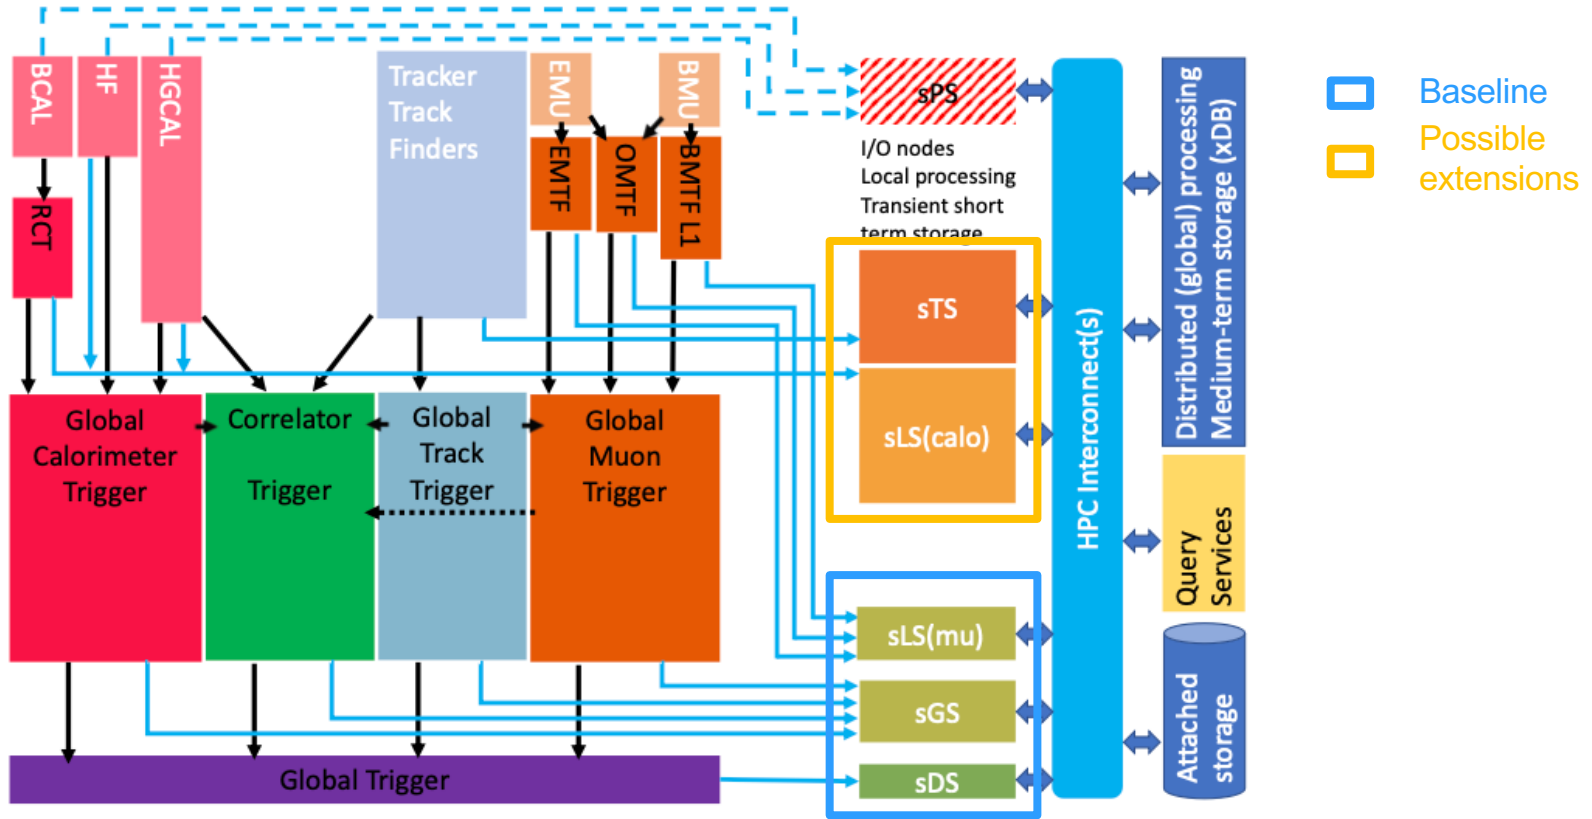 BCAL
HF
HGCAL
Tracker
Track
Finders
EMU
BMU
EMTF
OMTF
BMTF L1
RCT
sPS
I/O nodes
Local processing
Transient short
term storage
sTS
sLS(calo)
sLS(mu)
sGS
sDS
HPC Interconnect(s)
Distributed (global) processing
Medium-term storage (xDB)
Query
Services
Attached
storage
Baseline
Possible
extensions
Global
Calorimeter
Trigger
Correlator
Trigger
Global
Track
Trigger
Global
Muon
Trigger
Global Trigger